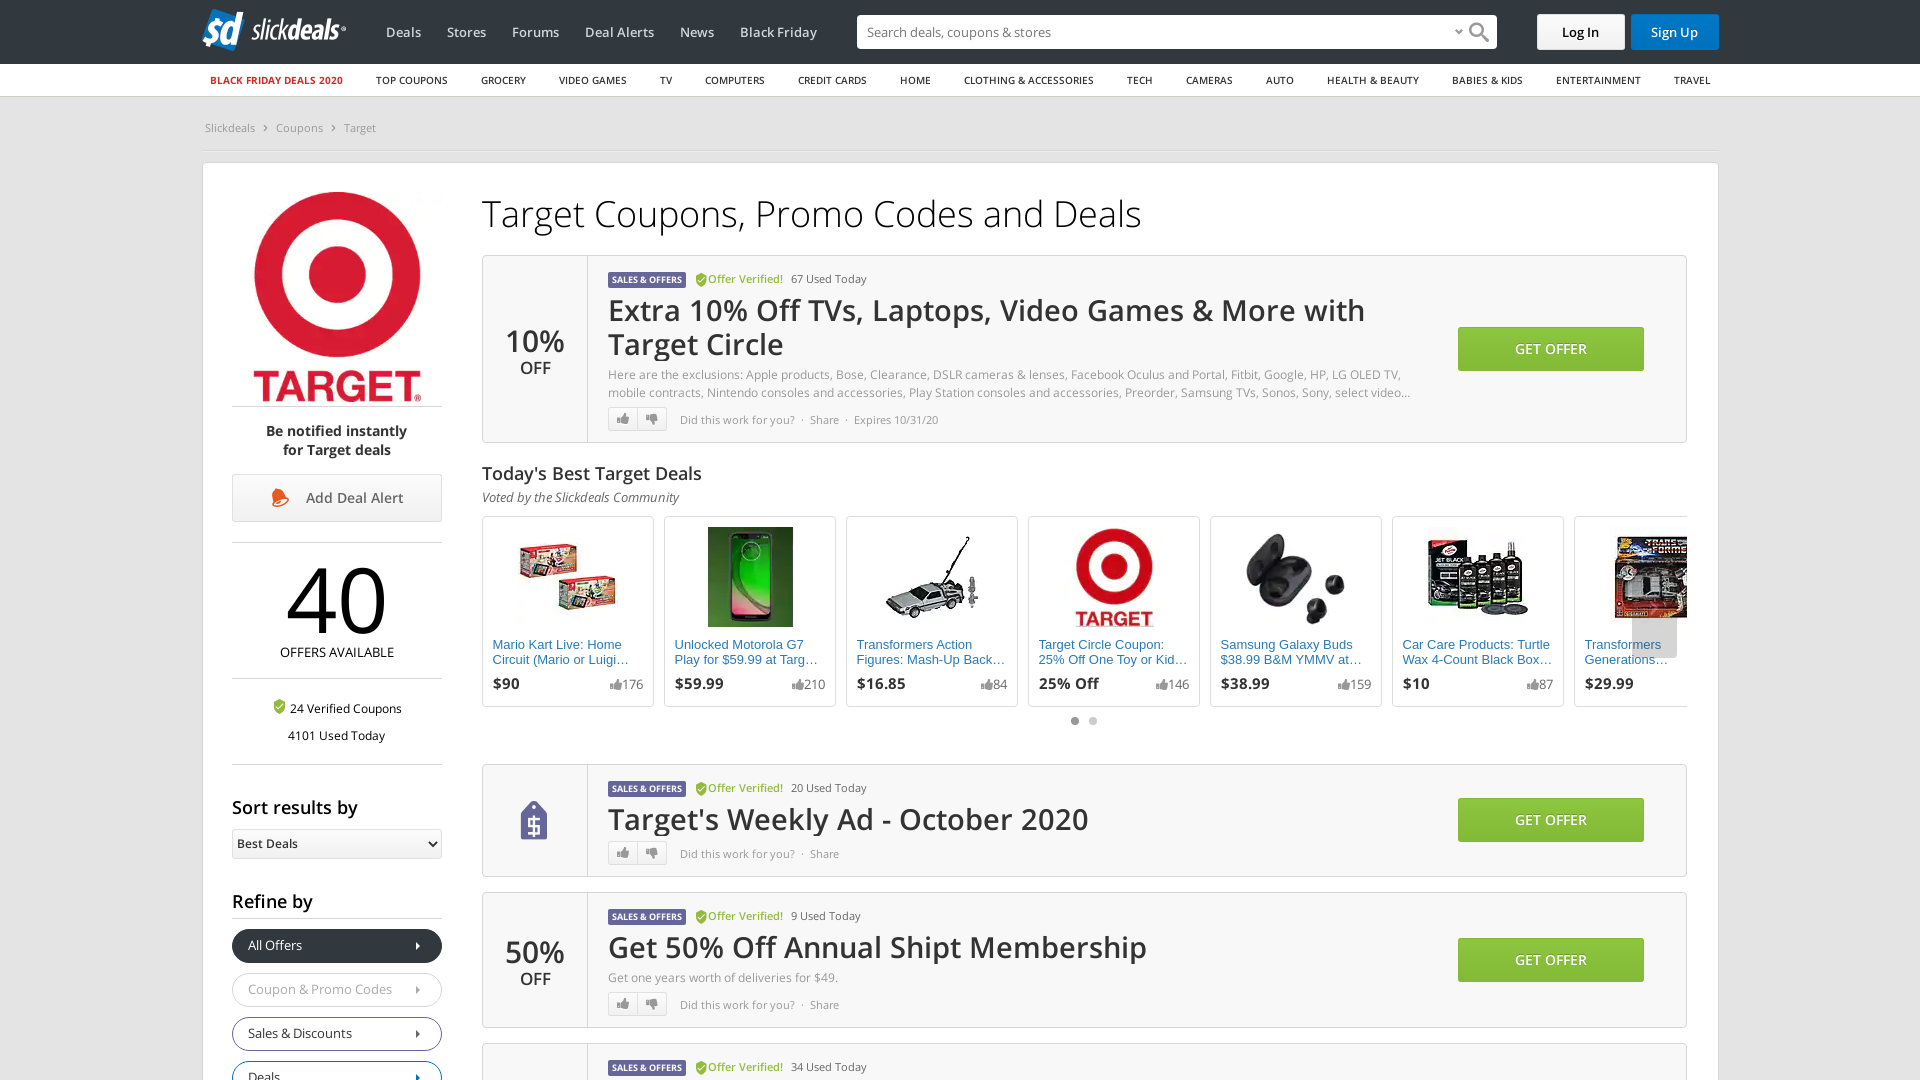 sd slickdeals
Deals
Stores
Forums
Deal Alerts
News
Black Friday
Search deals, coupons & stores
Log In
Sign Up
BLACK FRIDAY DEALS 2020
TOP COUPONS
GROCERY
VIDEO GAMES
TV
COMPUTERS
CREDIT CARDS
HOME
CLOTHING & ACCESSORIES
TECH
CAMERAS
AUTO
HEALTH & BEAUTY
BABIES & KIDS
ENTERTAINMENT
TRAVEL
Slickdeals > Coupons > Target
TARGET®
Be notified instantly
for Target deals
Add Deal Alert
40
OFFERS AVAILABLE
24 Verified Coupons
4101 Used Today
Sort results by
Best Deals
Refine by
All Offers
Coupon & Promo Codes
Sales & Discounts
Deals
Target Coupons, Promo Codes and Deals
10%
OFF
SALES & OFFERS Offer Verified! 67 Used Today
Extra 10% Off TVs, Laptops, Video Games & More with
Target Circle
Here are the exclusions: Apple products, Bose, Clearance, DSLR cameras & lenses, Facebook Oculus and Portal, Fitbit, Google, HP, LG OLED TV,
mobile contracts, Nintendo consoles and accessories, Play Station consoles and accessories, Preorder, Samsung TVs, Sonos, Sony, select video...
Did this work for you? · Share · Expires 10/31/20
GET OFFER
Today's Best Target Deals
Voted by the Slickdeals Community
Mario Kart Live: Home
Circuit (Mario or Luigi…
$90 176
Unlocked Motorola G7
Play for $59.99 at Targ…
$59.99 210
Transformers Action
Figures: Mash-Up Back…
$16.85 84
TARGET
Target Circle Coupon:
25% Off One Toy or Kid…
25% Off 146
Samsung Galaxy Buds
$38.99 B&M YMMV at…
$38.99 159
JET BLACK
Car Care Products: Turtle
Wax 4-Count Black Box…
$10 87
Transformers
Generations…
$29.99
SALES & OFFERS Offer Verified! 20 Used Today
Target's Weekly Ad - October 2020
Did this work for you? · Share
GET OFFER
50%
OFF
SALES & OFFERS Offer Verified! 9 Used Today
Get 50% Off Annual Shipt Membership
Get one years worth of deliveries for $49.
Did this work for you? · Share
GET OFFER
SALES & OFFERS Offer Verified! 34 Used Today